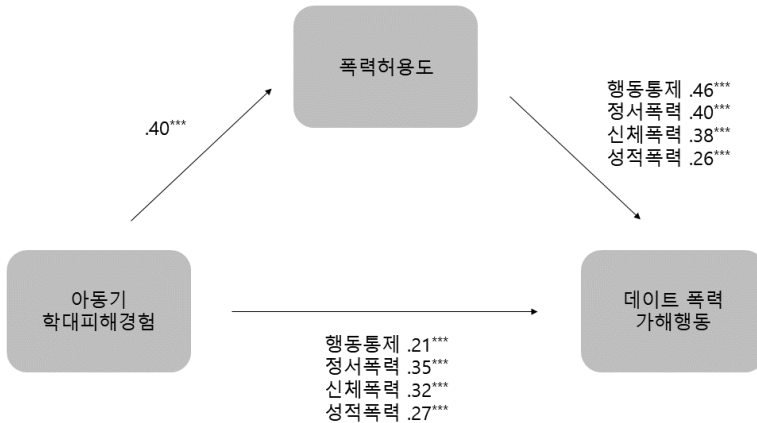 폭력허용도
.40***
행동통제 .46***
정서폭력 .40***
신체폭력 .38***
성적폭력 .26***
아동기
학대피해경험
데이트 폭력
가해행동
행동통제 .21***
정서폭력 .35***
신체폭력 .32***
성적폭력 .27***